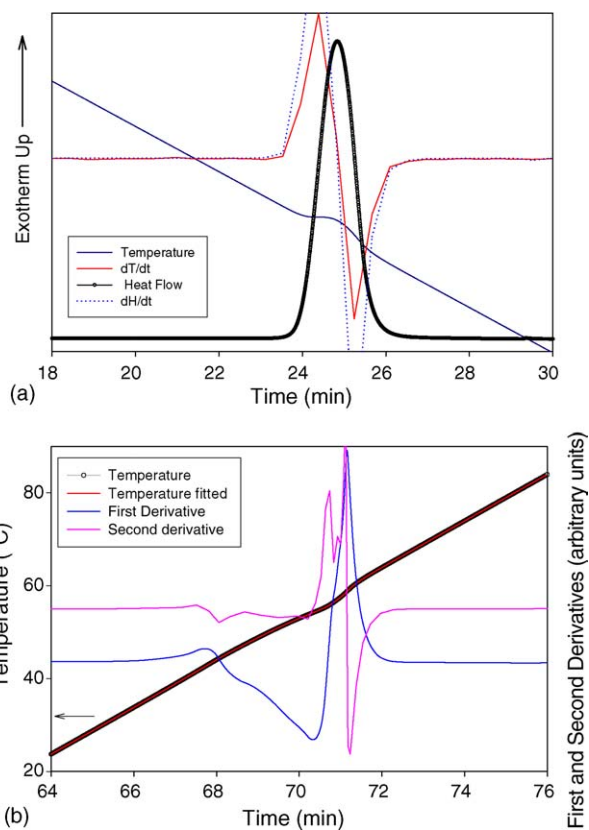 Exotherm Up
Temperature
dT/dt
Heat Flow
dH/dt
18 20 22 24 26 28 30
(a)
Time (min)
Temperature
Temperature fitted
First Derivative
Second derivative
80
60
40
20
Temperature (°C)
64 66 68 70 72 74 76
(b)
Time (min)
First and Second Derivatives (arbitrary units)